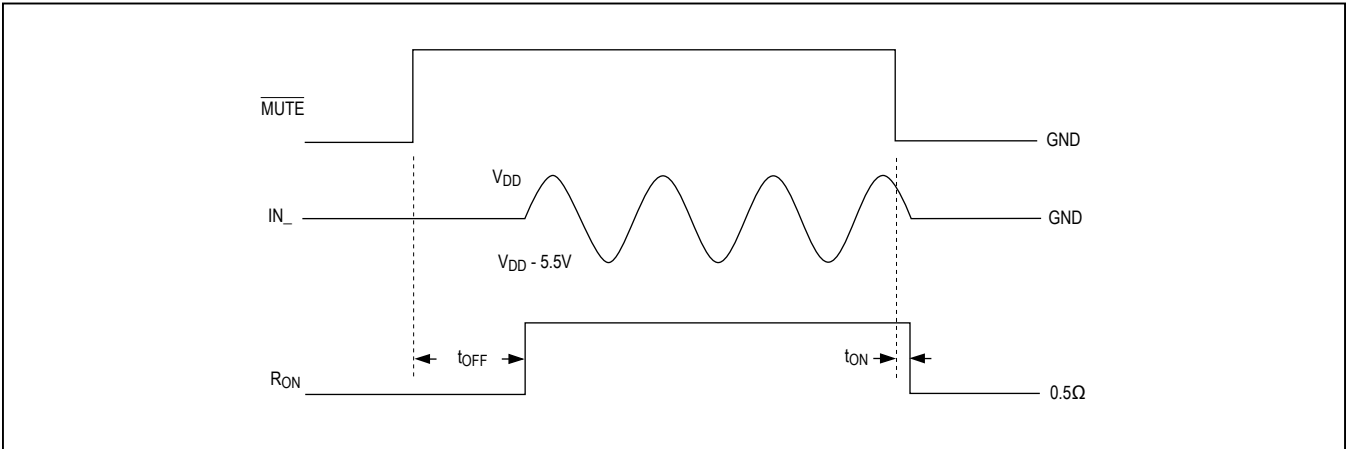 MUTE
GND
VDD
IN_
GND
VDD - 5.5V
tOFF
tON
RON
0.5Ω